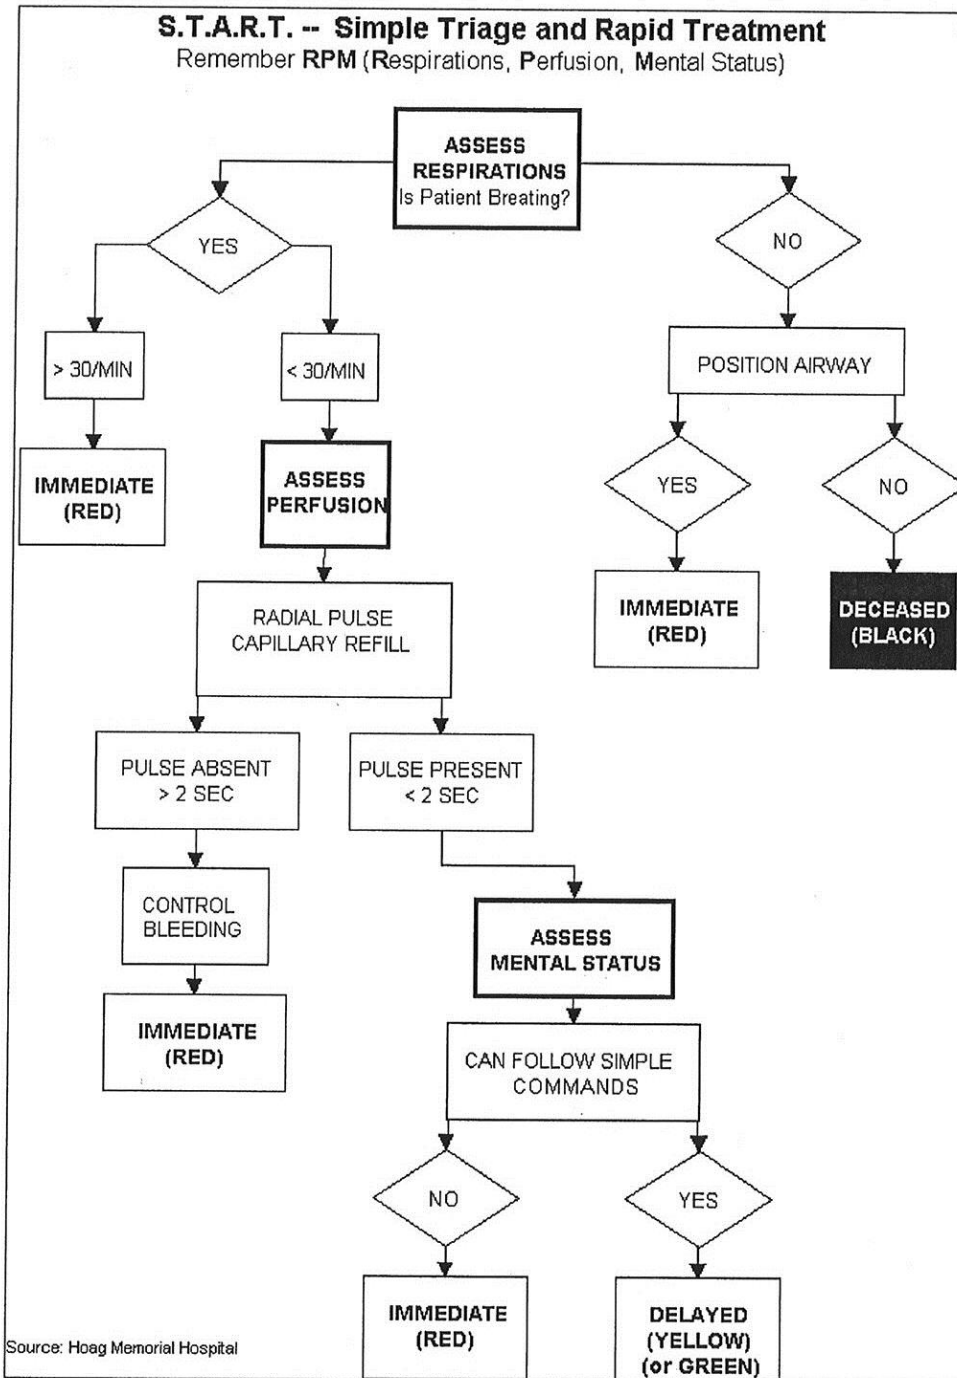 S.T.A.R.T. -- Simple Triage and Rapid Treatment
Remember RPM (Respirations, Perfusion, Mental Status)
ASSESS
RESPIRATIONS
Is Patient Breating?
YES
NO
> 30/MIN
< 30/MIN
POSITION AIRWAY
IMMEDIATE
(RED)
ASSESS
PERFUSION
YES
NO
RADIAL PULSE
CAPILLARY REFILL
IMMEDIATE
(RED)
DECEASED
(BLACK)
PULSE ABSENT
> 2 SEC
PULSE PRESENT
< 2 SEC
CONTROL
BLEEDING
ASSESS
MENTAL STATUS
IMMEDIATE
(RED)
CAN FOLLOW SIMPLE
COMMANDS
NO
YES
IMMEDIATE
(RED)
DELAYED
(YELLOW)
(or GREEN)
Source: Hoag Memorial Hospital